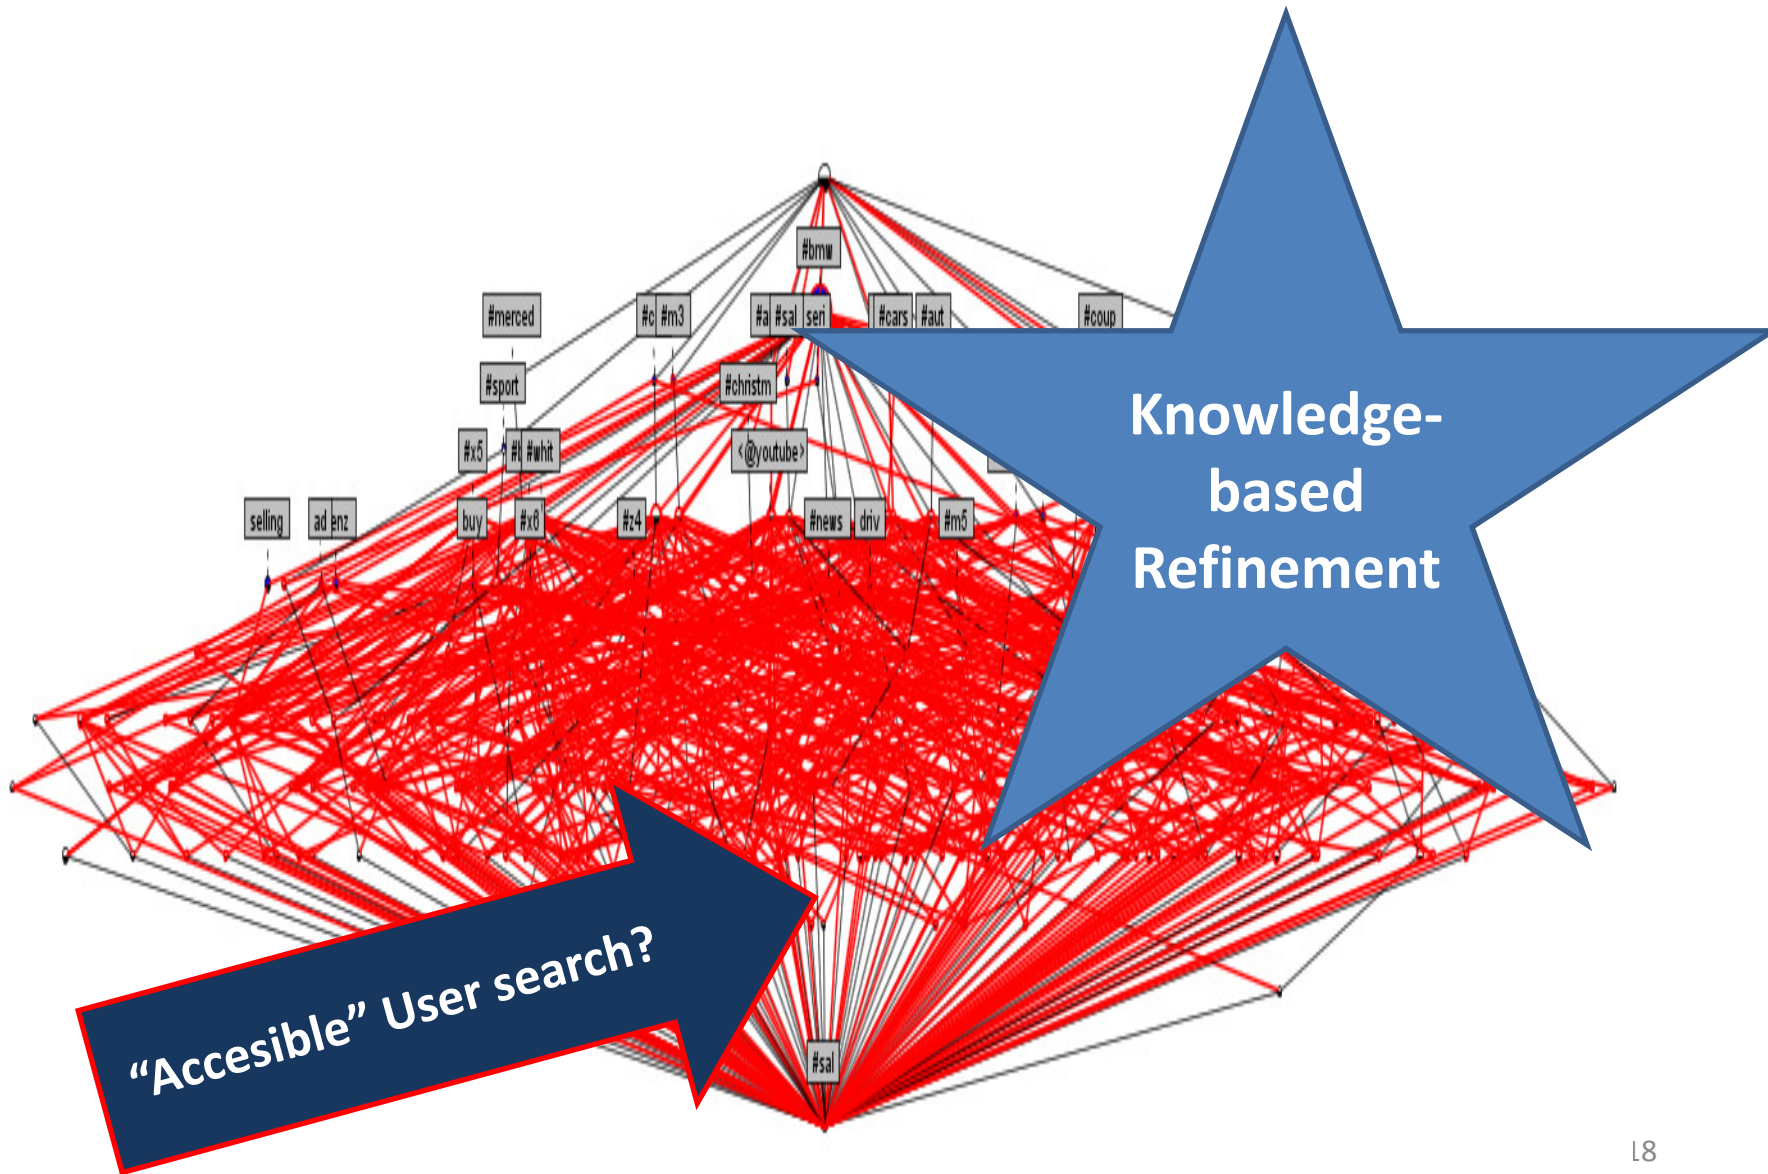 #bmw
#merced
#c
#m3
#a
#sal
seri
#cars
#aut
#coup
#sport
#christm
#x5
#whit
<@youtube>
selling
ad
enz
buy
#x6
#z4
#news
driv
#m5
Knowledge-
based
Refinement
“Accesible” User search?
#sal
18